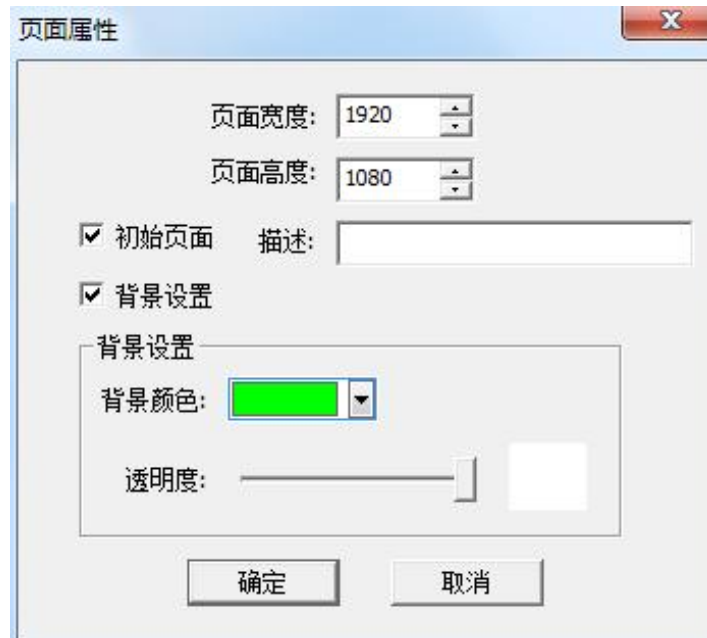 页面属性
页面宽度: 1920
页面高度: 1080
初始页面 描述:
背景设置
背景设置
背景颜色:
透明度:
确定 取消